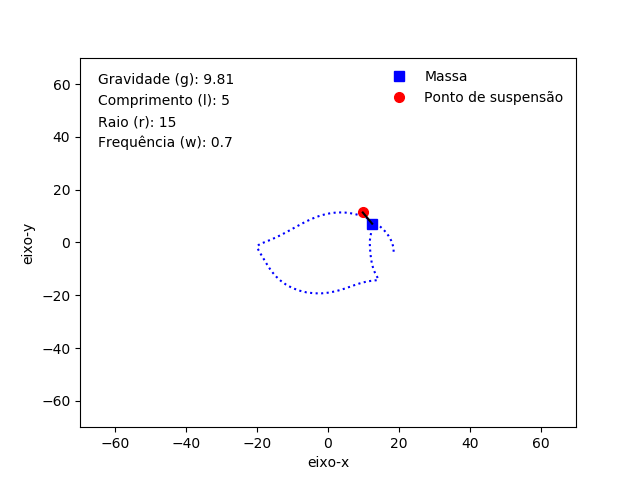 Gravidade (g): 9.81
Comprimento (l): 5
Raio (r): 15
Frequência (w): 0.7
Massa
Ponto de suspensão
60
40
20
0
−20
−40
−60
eixo-y
−60
−40
−20
0
20
40
60
eixo-x